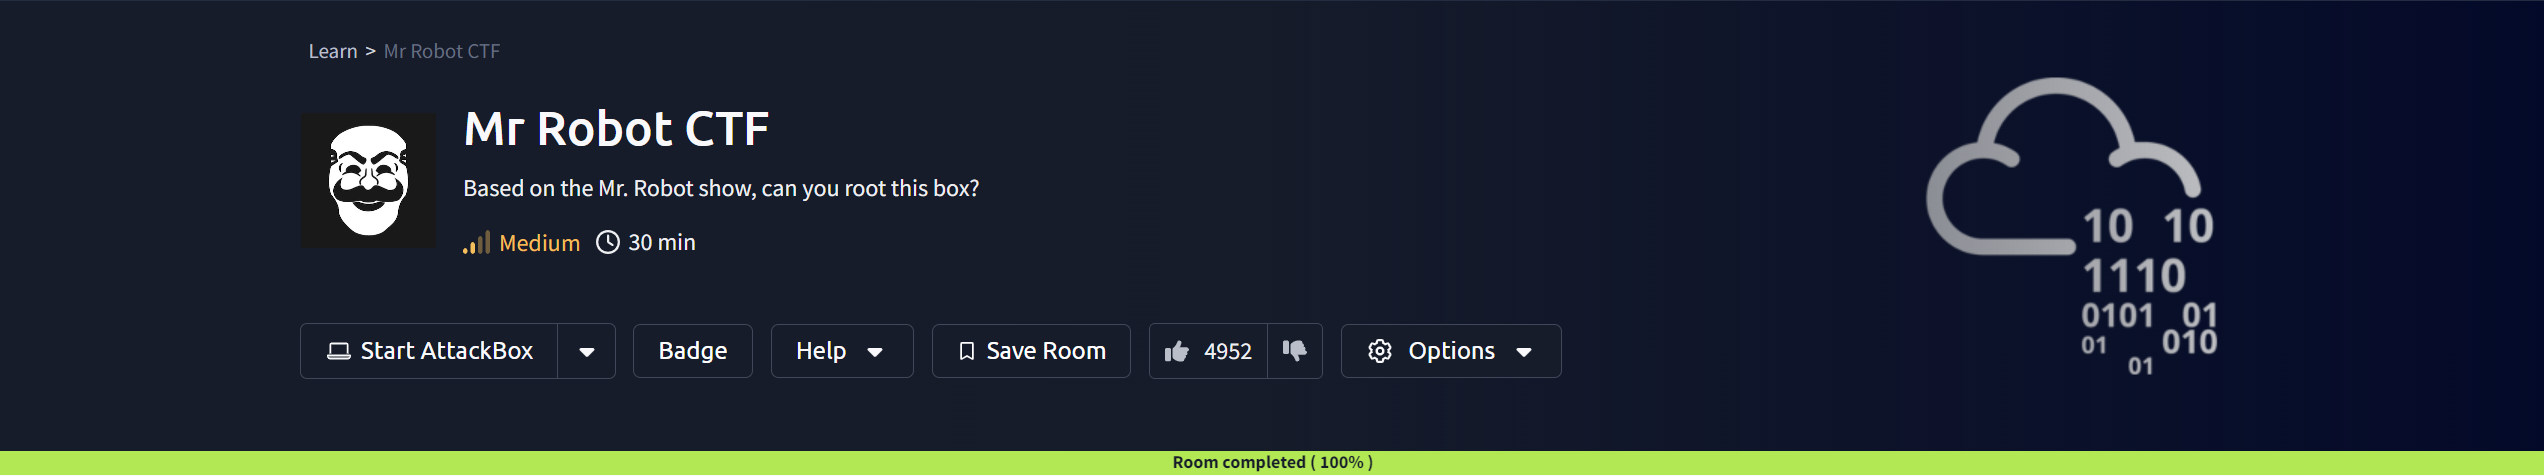 Learn > Mr Robot CTF
Mr Robot CTF
Based on the Mr. Robot show, can you root this box?
Medium 30 min
Start AttackBox Badge Help Save Room 4952 Options
10 10
1110
0101 01
01 010
01
Room completed ( 100% )